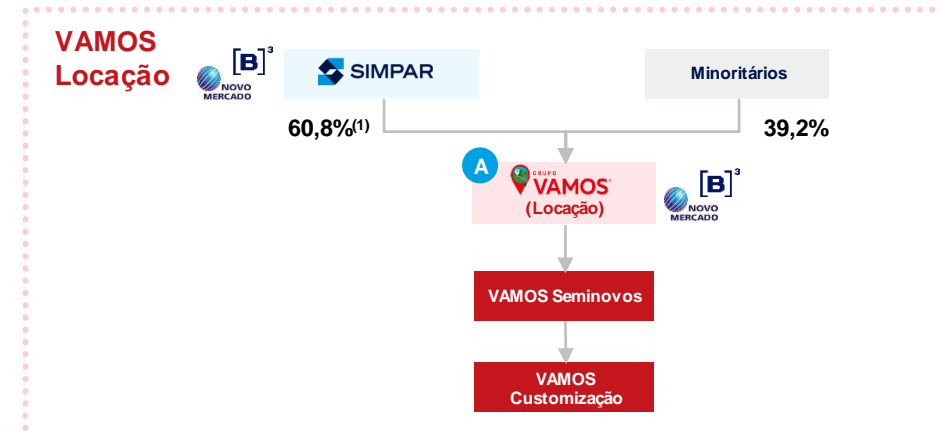 VAMOS
Locação
[B]³
NOVO
MERCADO
SIMPAR
Minoritários
60,8%(1)
39,2%
A
GRUPO
VAMOS
(Locação)
[B]³
NOVO
MERCADO
VAMOS Seminovos
VAMOS
Customização